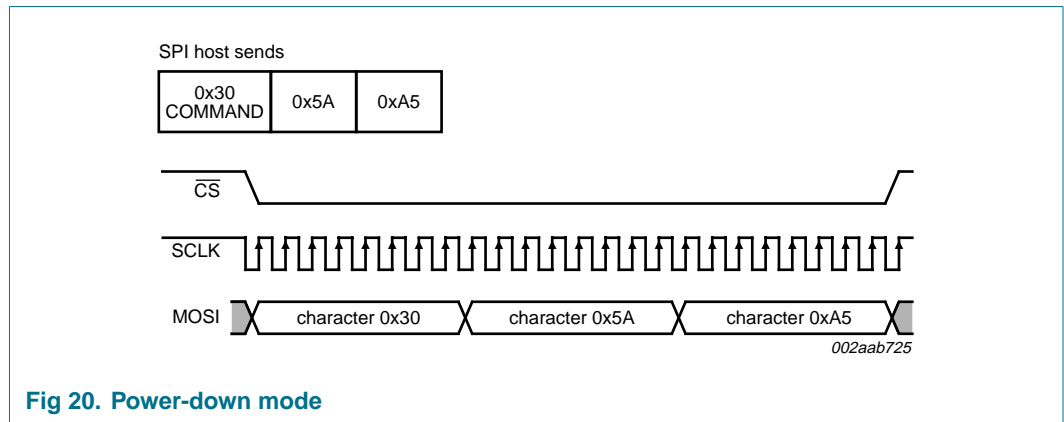 SPI host sends
0x30
COMMAND
0x5A
0xA5
CS
SCLK
MOSI
character 0x30
character 0x5A
character 0xA5
002aab725
Fig 20. Power-down mode